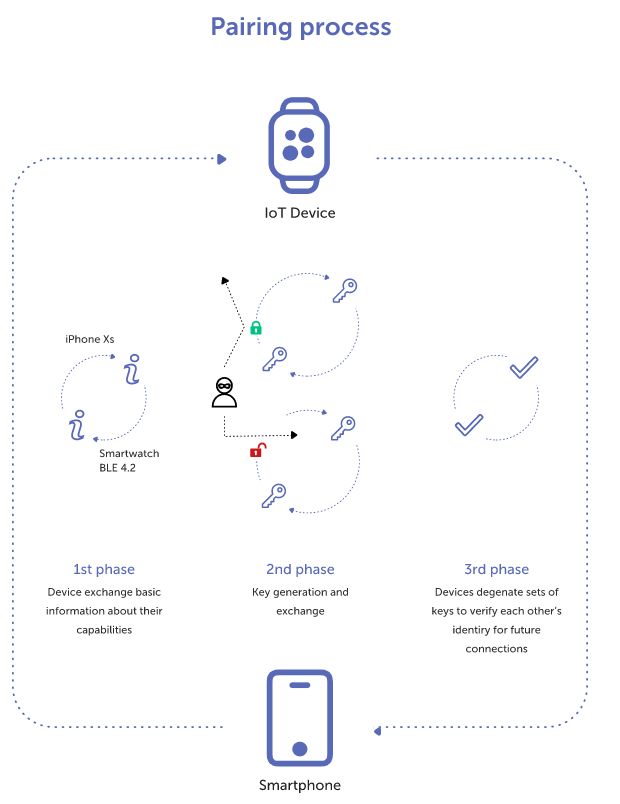 Pairing process
IoT Device
iPhone Xs
Smartwatch
BLE 4.2
1st phase
Device exchange basic
information about their
capabilities
2nd phase
Key generation and
exchange
3rd phase
Devices degenate sets of
keys to verify each other's
identiry for future
connections
Smartphone